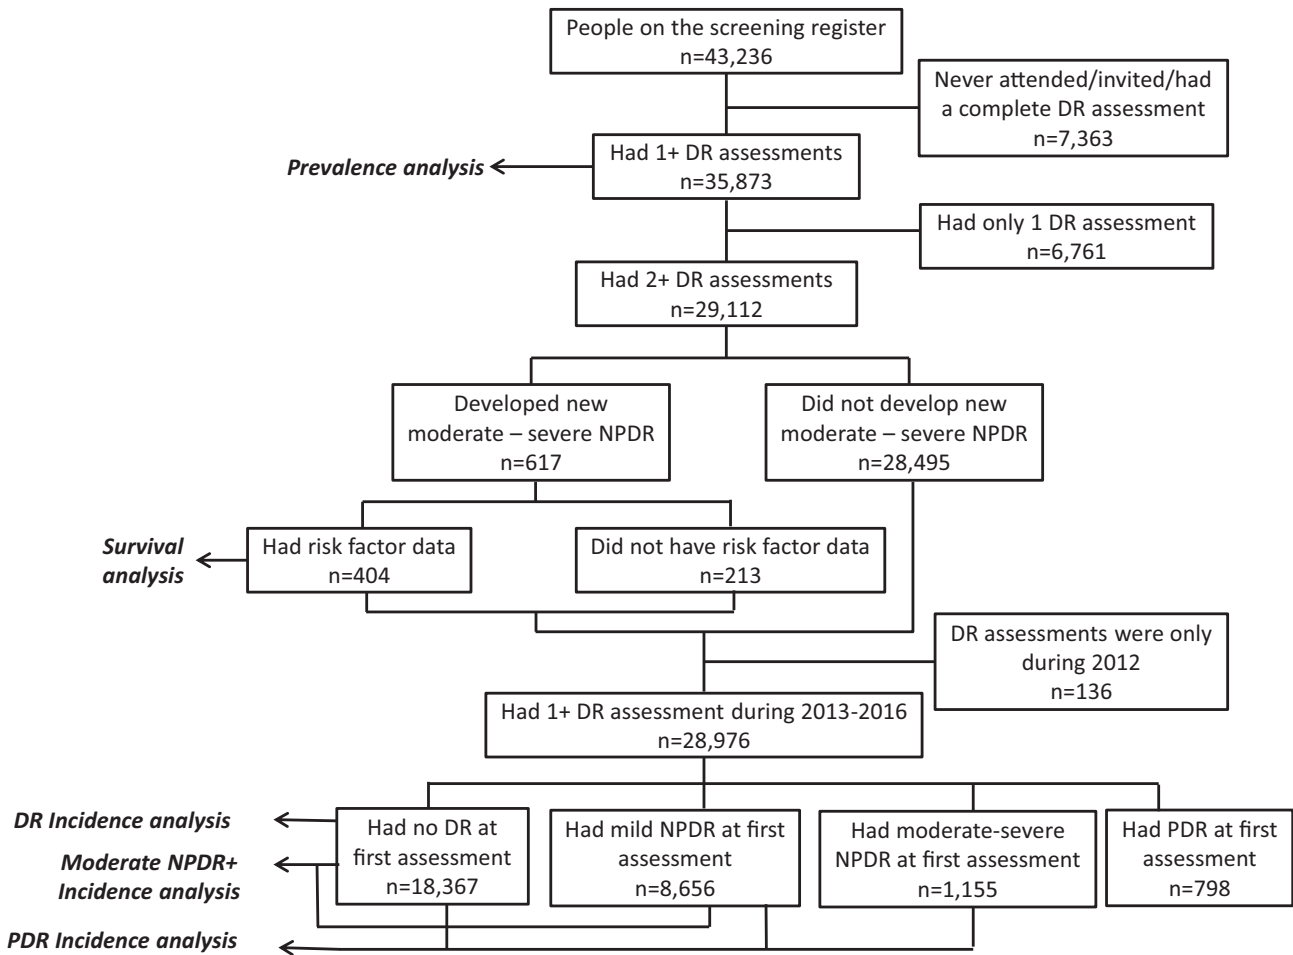 People on the screening register
n=43,236
Never attended/invited/had
a complete DR assessment
n=7,363
Had 1+ DR assessments
n=35,873
Prevalence analysis
Had only 1 DR assessment
n=6,761
Had 2+ DR assessments
n=29,112
Developed new
moderate – severe NPDR
n=617
Did not develop new
moderate – severe NPDR
n=28,495
Survival
analysis
Had risk factor data
n=404
Did not have risk factor data
n=213
DR assessments were only
during 2012
n=136
Had 1+ DR assessment during 2013-2016
n=28,976
DR Incidence analysis
Moderate NPDR+
Incidence analysis
PDR Incidence analysis
Had no DR at
first assessment
n=18,367
Had mild NPDR at first
assessment
n=8,656
Had moderate-severe
NPDR at first assessment
n=1,155
Had PDR at first
assessment
n=798